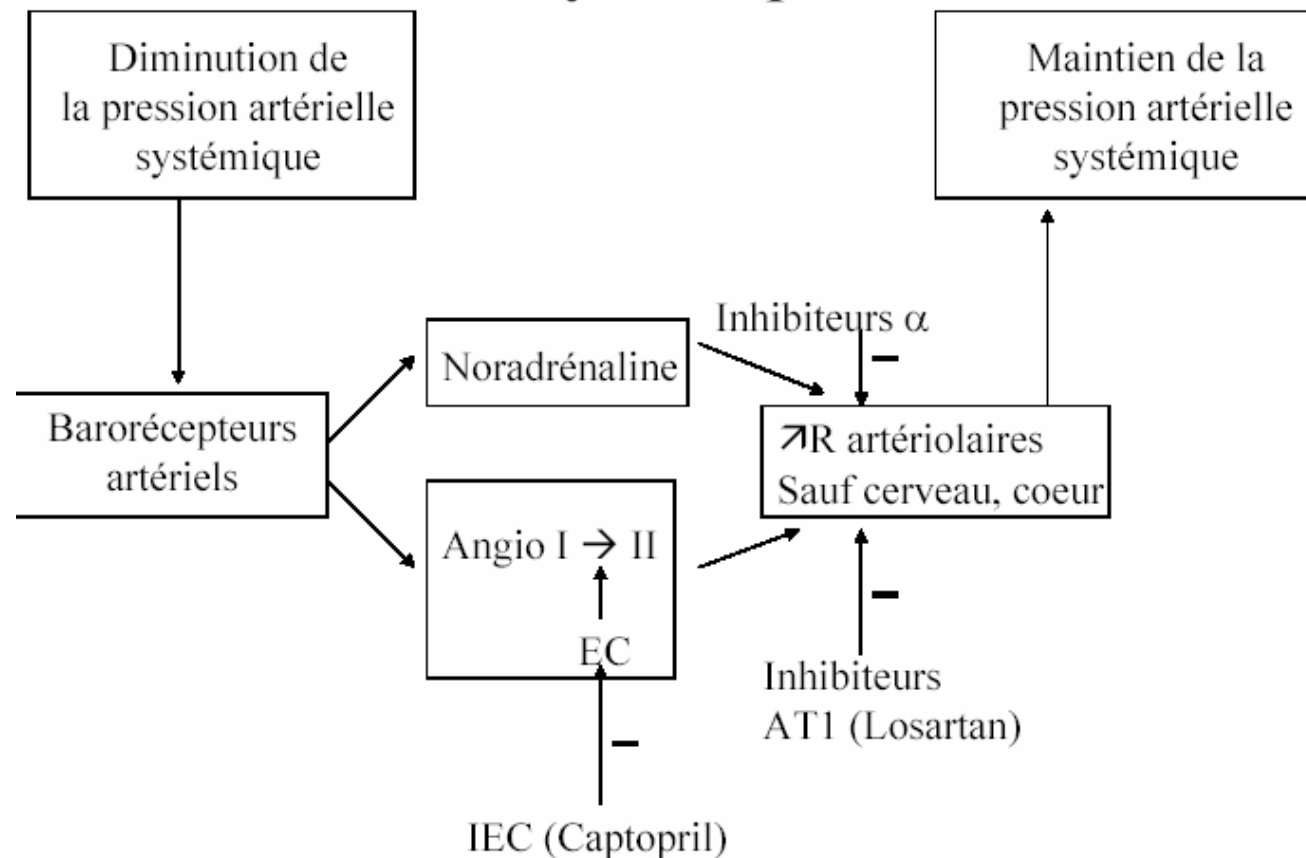 Diminution de
la pression artérielle
systémique
Maintien de la
pression artérielle
systémique
Barorécepteurs
artériels
Noradrénaline
Inhibiteurs α
–
↗R artériolaires
Sauf cerveau, coeur
Angio I → II
EC
–
IEC (Captopril)
–
Inhibiteurs
AT1 (Losartan)